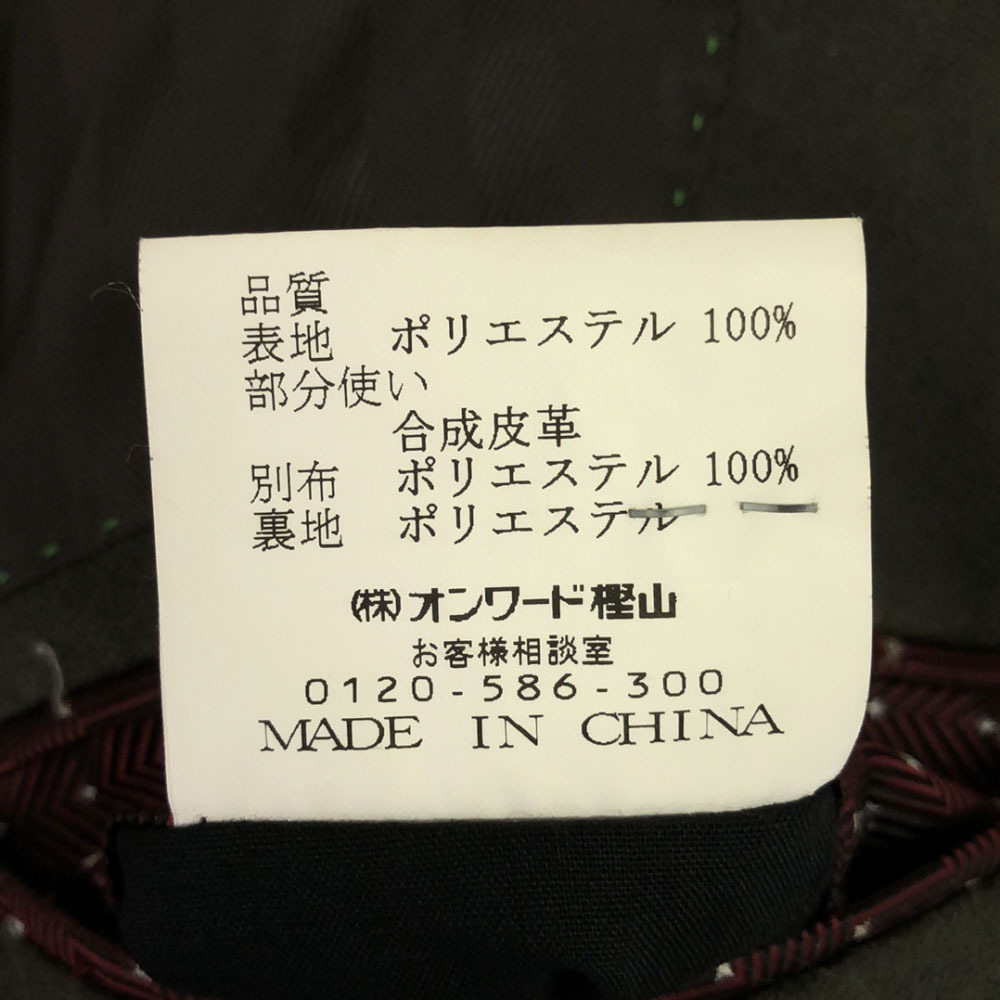 品質
表地 ポリエステル 100%
部分使い
合成皮革
別布 ポリエステル 100%
裏地 ポリエステル
(株)オンワード樫山
お客様相談室
0120-586-300
MADE IN CHINA